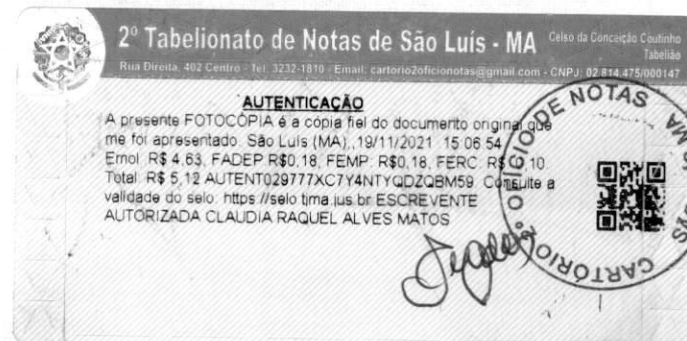 2º Tabelionato de Notas de São Luís - MA
Celso da Conceição Coutinho
Tabelião
Rua Direita, 402 Centro - Tel: 3232-1810 / Email: cartorio2oficionotas@gmail.com - CNPJ: 02.814.475/000147
AUTENTICAÇÃO
A presente FOTOCÓPIA é a cópia fiel do documento original que
me foi apresentado. São Luís (MA), 19/11/2021 15:06:54
Emol: R$ 4,63, FADEP R$0,18, FEMP: R$0,18, FERC: R$ 10
Total: R$ 5,12 AUTENT029777XC7Y4NTYQDZQBM59. Consulte a
validade do selo: https://selo.tjma.jus.br ESCREVENTE
AUTORIZADA CLAUDIA RAQUEL ALVES MATOS
CARTÓRIO 2º OFÍCIO DE NOTAS